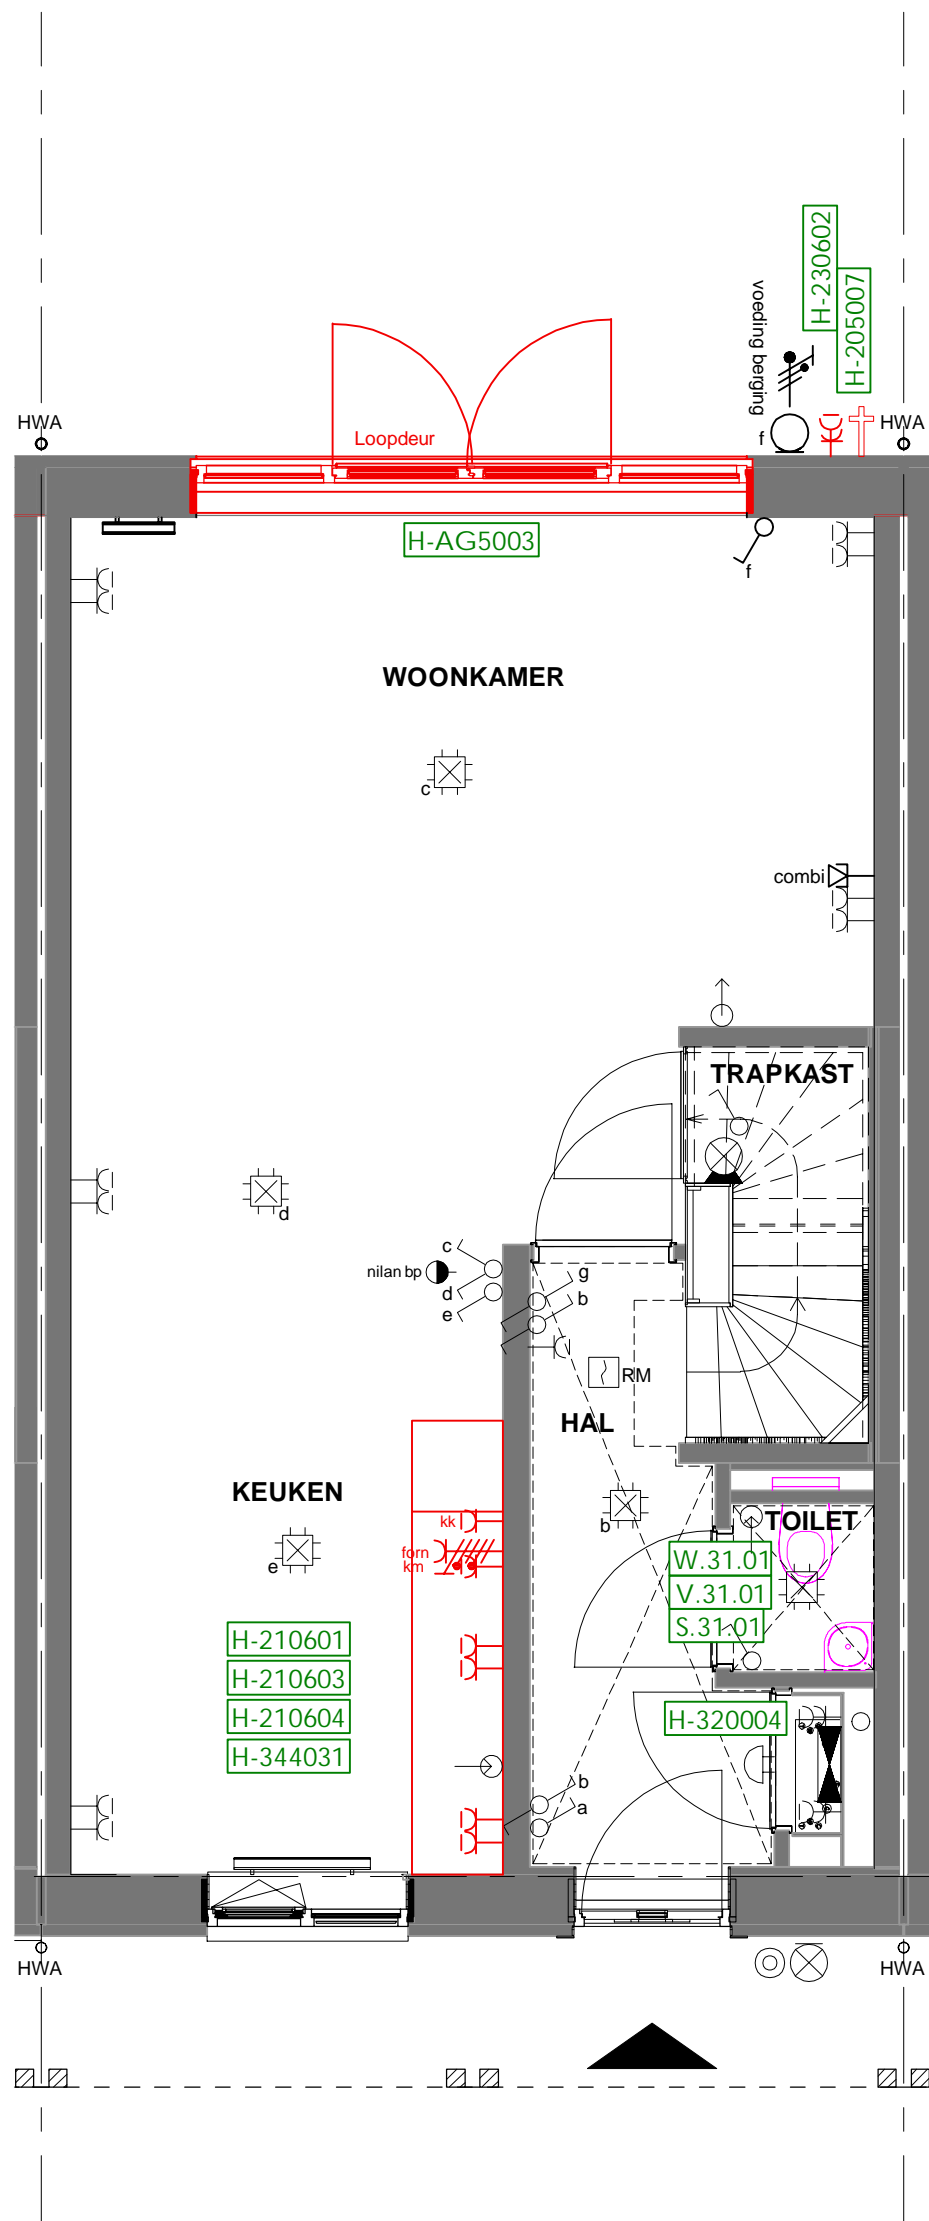 H-230602
H-205007
voeding berging
f
HWA
HWA
Loopdeur
H-AG5003
f
WOONKAMER
c
combi
TRAPKAST
d
c
nilan bp
d
e
g
b
RM
HAL
KEUKEN
kk
forn
km
e
b
TOILET
W.31.01
V.31.01
S.31.01
H-210601
H-210603
H-210604
H-344031
H-320004
b
a
HWA
HWA